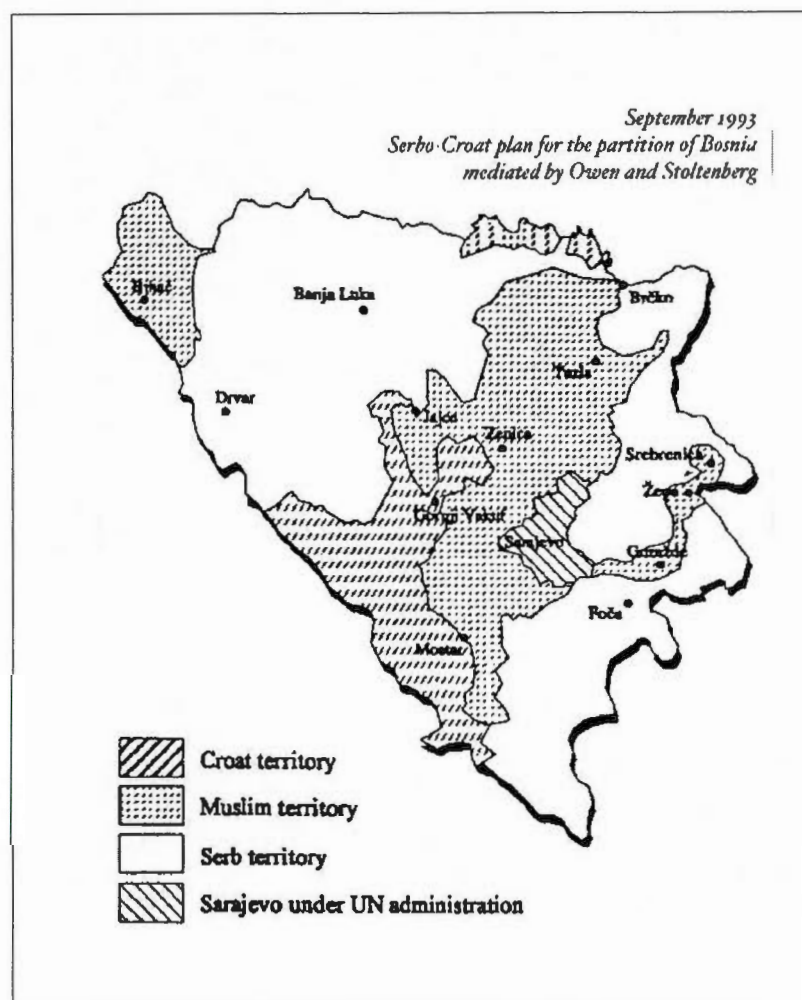 September 1993
Serbo-Croat plan for the partition of Bosnia
mediated by Owen and Stoltenberg
Bihać
Banja Luka
Brčko
Tuzla
Drvar
Jajce
Zenica
Srebrenica
Žepa
Gornji Vakuf
Sarajevo
Goražde
Foča
Mostar
Croat territory
Muslim territory
Serb territory
Sarajevo under UN administration